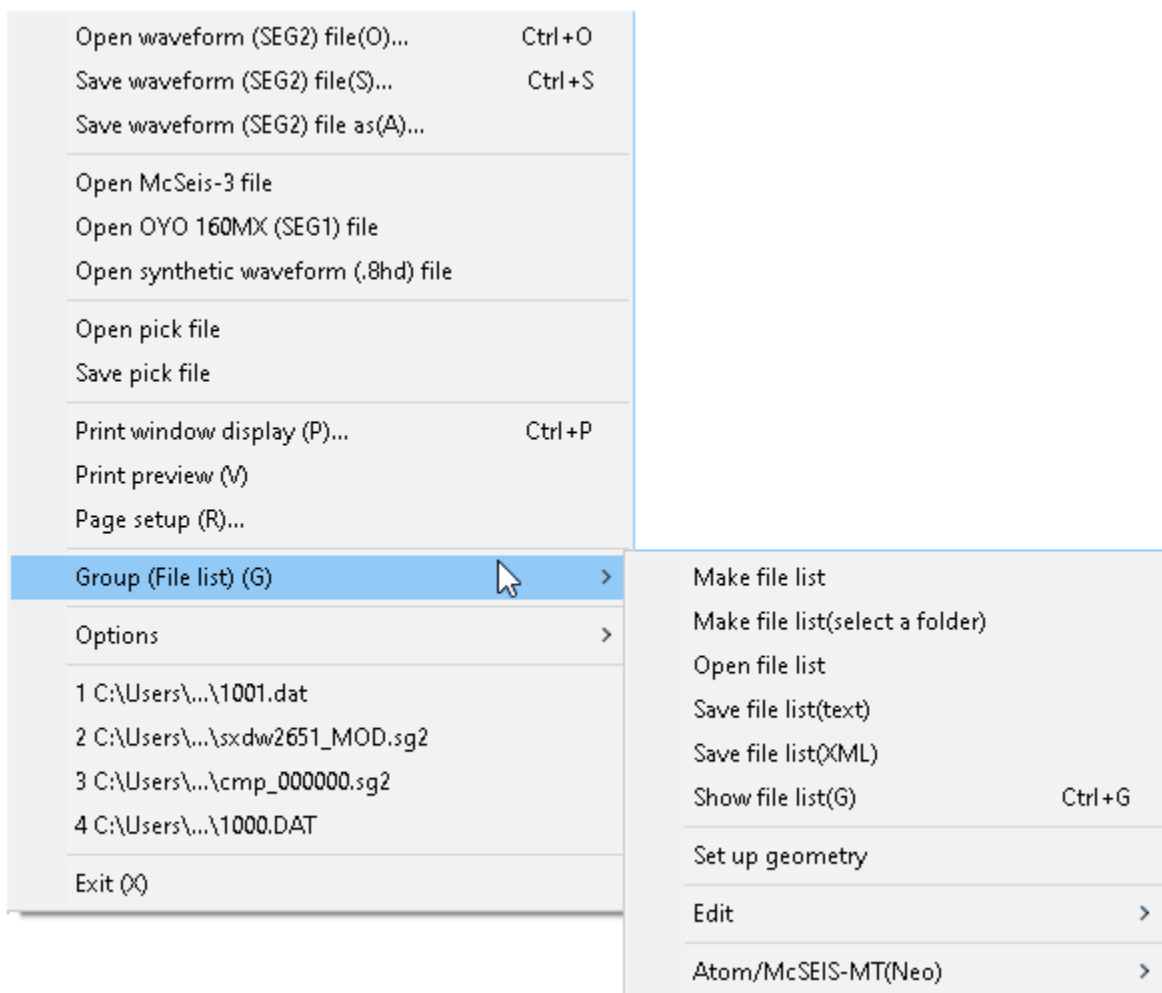 Open waveform (SEG2) file(O)... Ctrl+O
Save waveform (SEG2) file(S)... Ctrl+S
Save waveform (SEG2) file as(A)...
Open McSeis-3 file
Open OYO 160MX (SEG1) file
Open synthetic waveform (.8hd) file
Open pick file
Save pick file
Print window display (P)... Ctrl+P
Print preview (V)
Page setup (R)...
Group (File list) (G)
Options
1 C:\Users\...\1001.dat
2 C:\Users\...\sxdw2651_MOD.sg2
3 C:\Users\...\cmp_000000.sg2
4 C:\Users\...\1000.DAT
Exit (X)
Make file list
Make file list(select a folder)
Open file list
Save file list(text)
Save file list(XML)
Show file list(G) Ctrl+G
Set up geometry
Edit
Atom/McSEIS-MT(Neo)